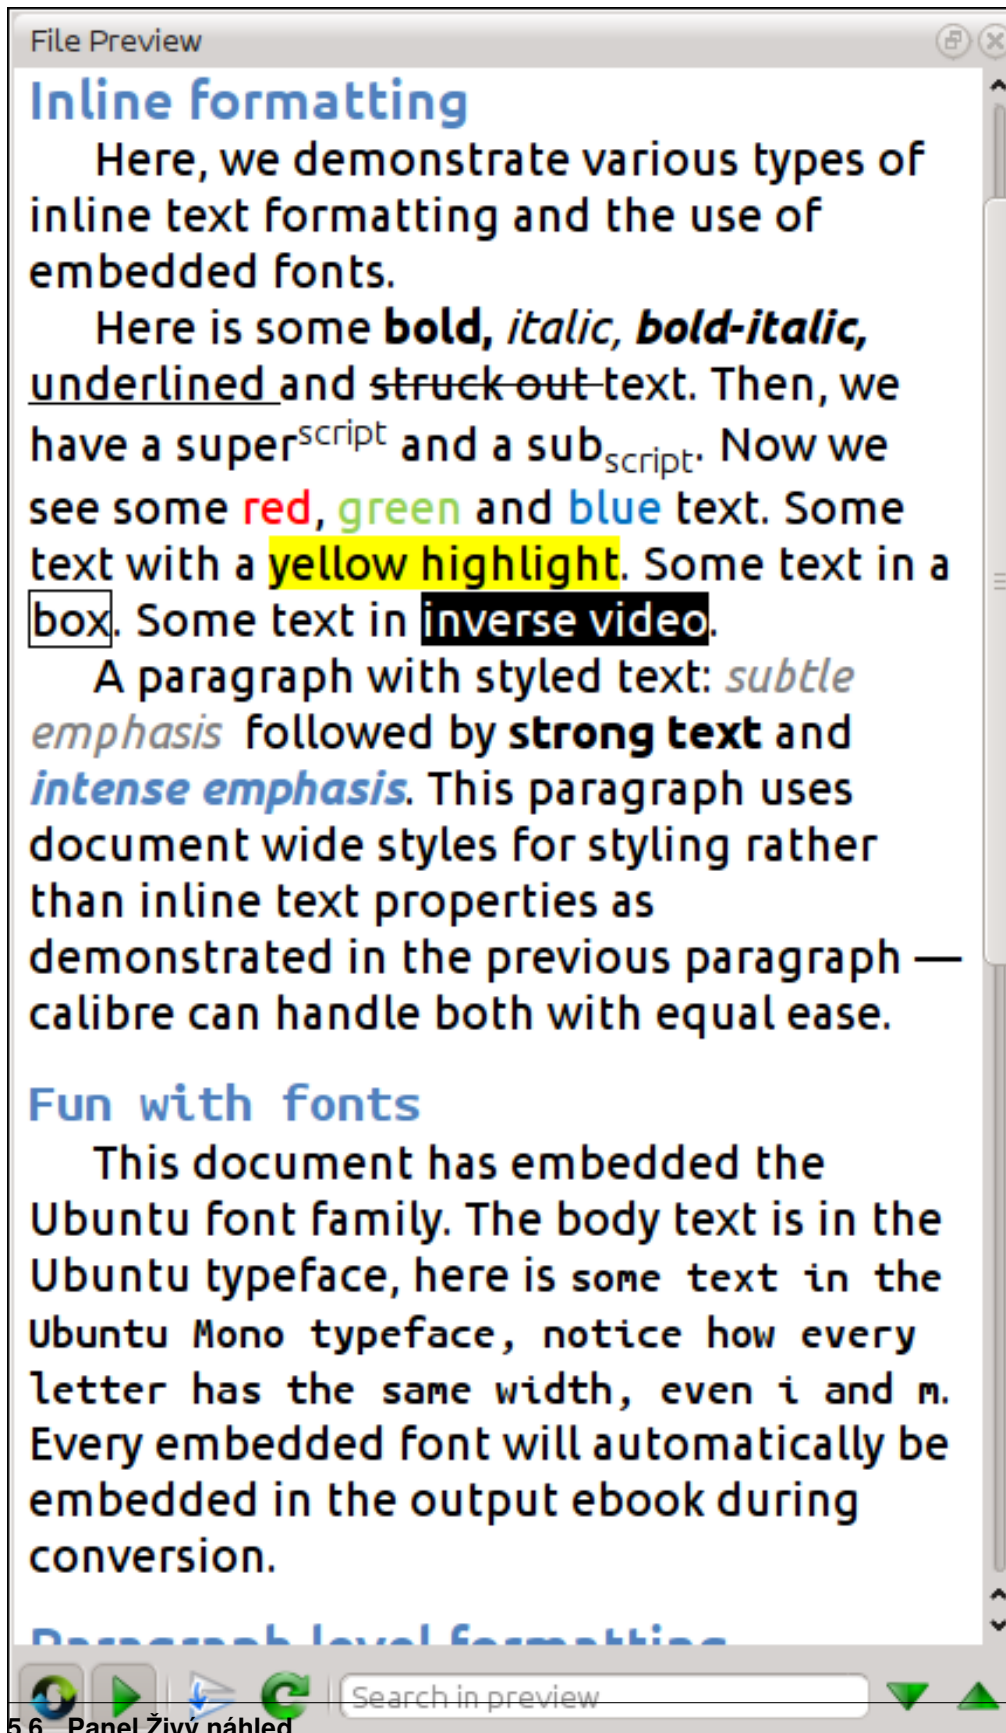 File Preview
Inline formatting
Here, we demonstrate various types of
inline text formatting and the use of
embedded fonts.
Here is some bold, italic, bold-italic,
underlined and struck out text. Then, we
have a superscript and a subscript. Now we
see some red, green and blue text. Some
text with a yellow highlight. Some text in a
box. Some text in inverse video.
A paragraph with styled text: subtle
emphasis followed by strong text and
intense emphasis. This paragraph uses
document wide styles for styling rather
than inline text properties as
demonstrated in the previous paragraph —
calibre can handle both with equal ease.
Fun with fonts
This document has embedded the
Ubuntu font family. The body text is in the
Ubuntu typeface, here is some text in the
Ubuntu Mono typeface, notice how every
letter has the same width, even i and m.
Every embedded font will automatically be
embedded in the output ebook during
conversion.
Paragraph level formatting
Search in preview
5.6 Panel Živý náhled